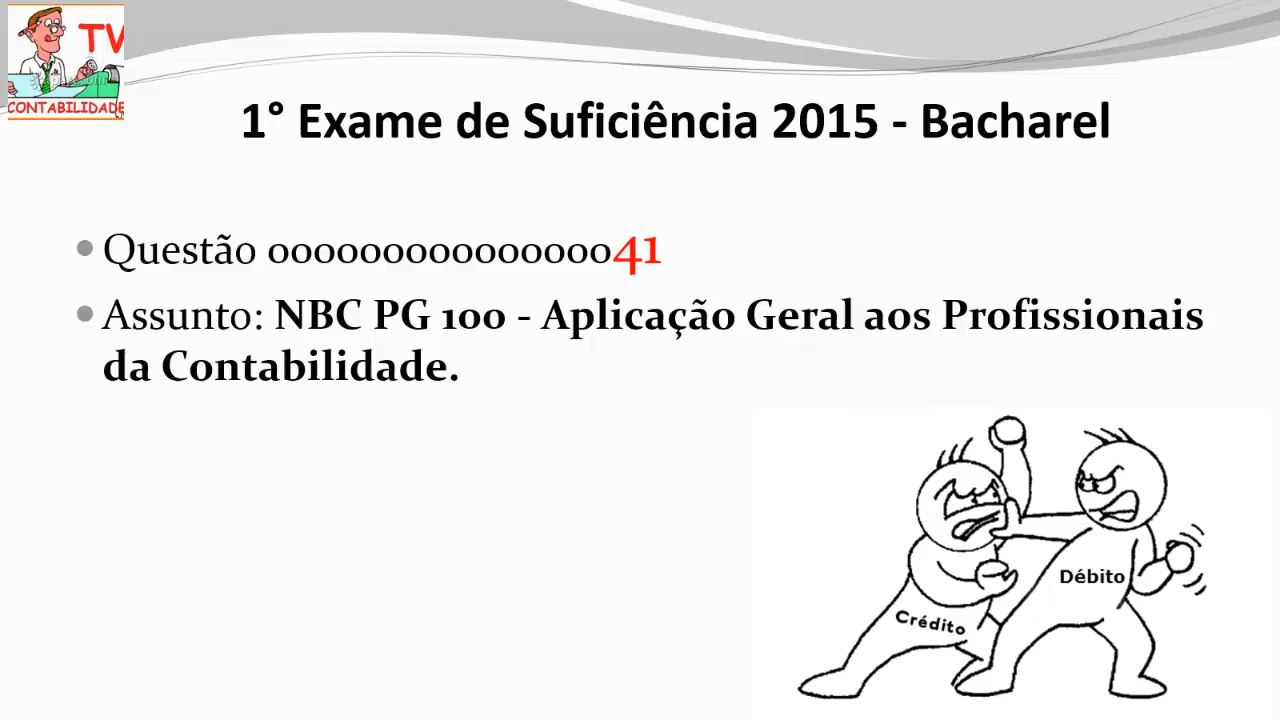 TV
CONTABILIDADE
1° Exame de Suficiência 2015 - Bacharel
• Questão 00000000000000041
• Assunto: NBC PG 100 - Aplicação Geral aos Profissionais
da Contabilidade.
Débito
Crédito